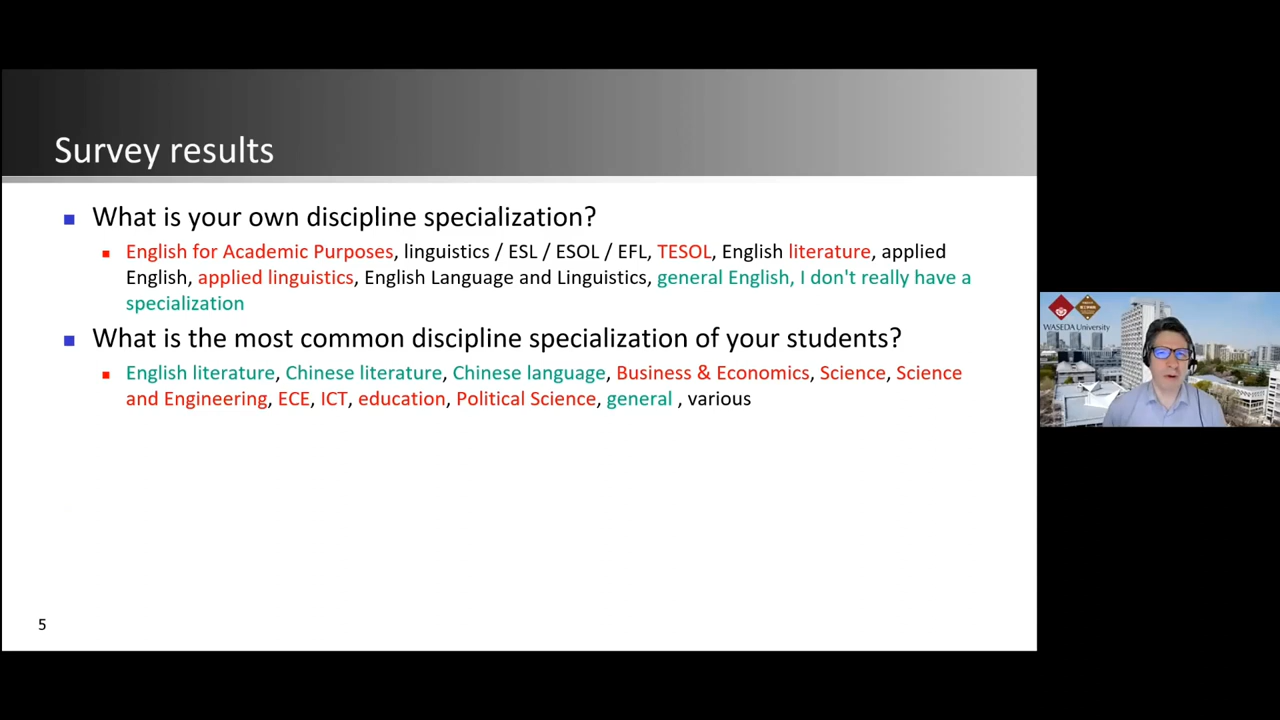 Survey results
What is your own discipline specialization?
English for Academic Purposes, linguistics / ESL / ESOL / EFL, TESOL, English literature, applied
English, applied linguistics, English Language and Linguistics, general English, I don't really have a
specialization
What is the most common discipline specialization of your students?
English literature, Chinese literature, Chinese language, Business & Economics, Science, Science
and Engineering, ECE, ICT, education, Political Science, general , various
5
WASEDA University